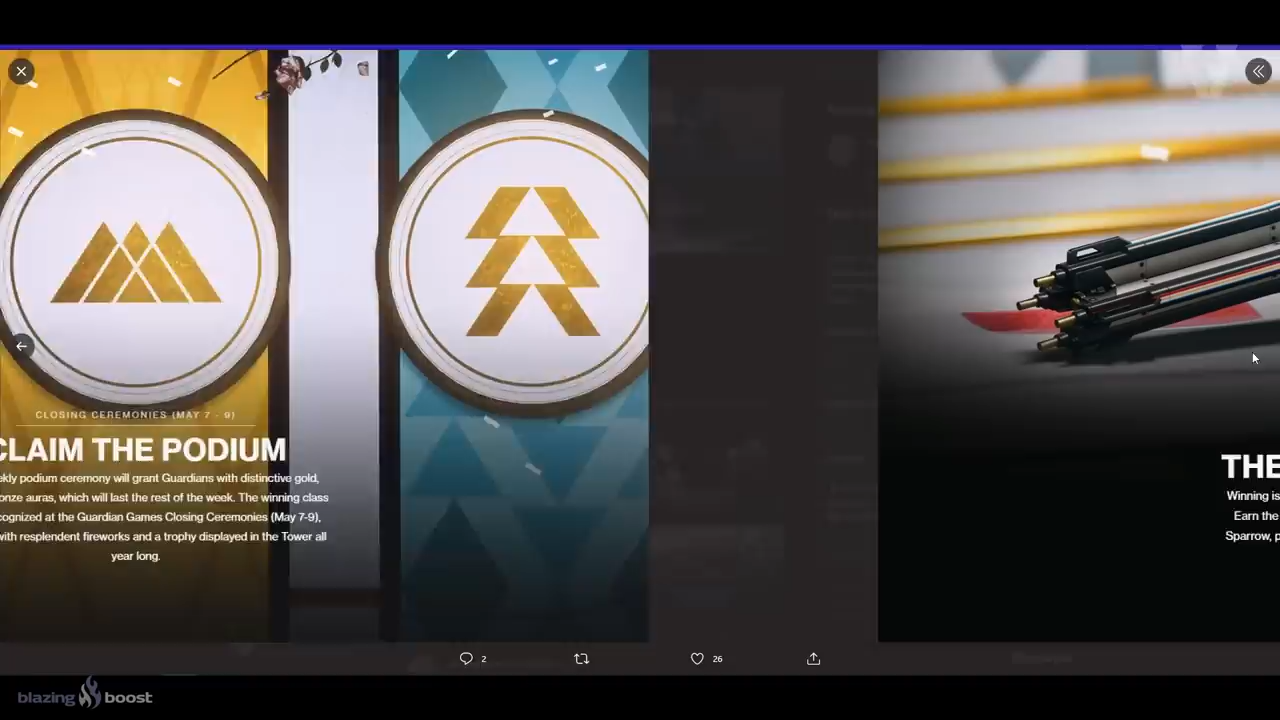 CLOSING CEREMONIES (MAY 7 - 9)
CLAIM THE PODIUM
ekly podium ceremony will grant Guardians with distinctive gold,
onze auras, which will last the rest of the week. The winning class
cognized at the Guardian Games Closing Ceremonies (May 7-9),
with resplendent fireworks and a trophy displayed in the Tower all
year long.
THE
Winning is
Earn the
Sparrow, p
2
26
blazing boost